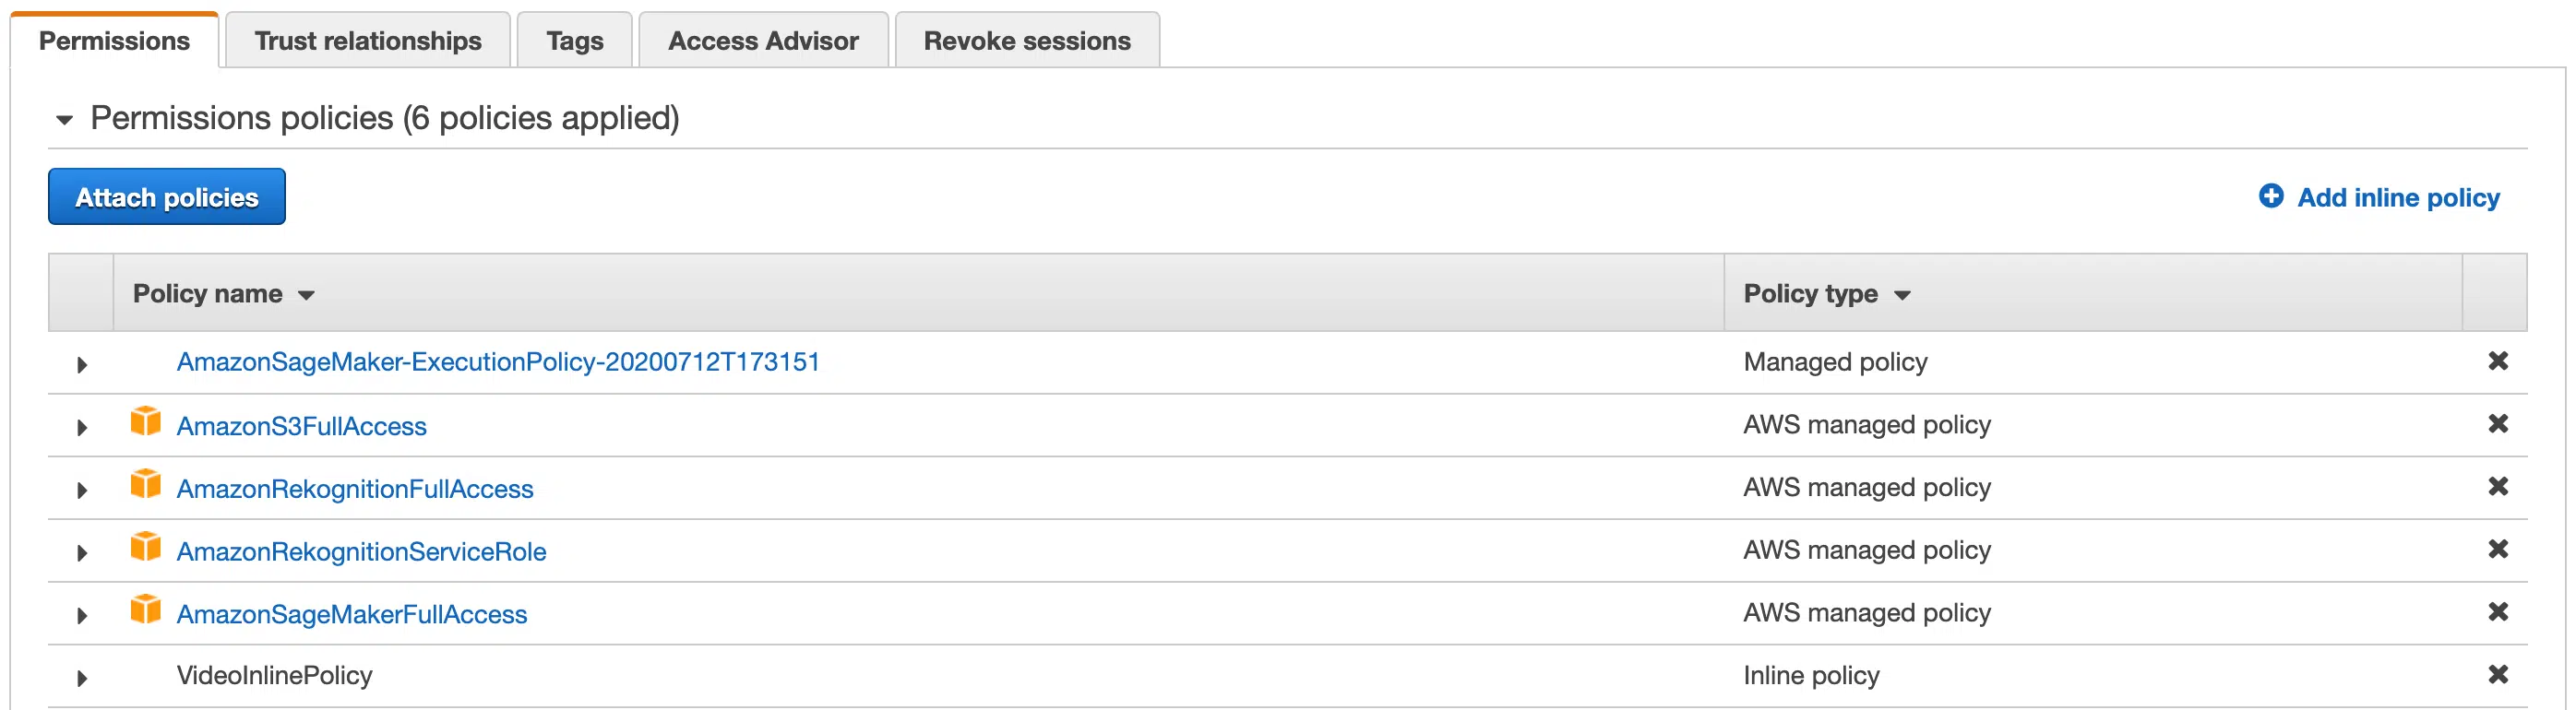 Permissions Trust relationships Tags Access Advisor Revoke sessions
Permissions policies (6 policies applied)
Attach policies Add inline policy
Policy name Policy type
AmazonSageMaker-ExecutionPolicy-20200712T173151 Managed policy
AmazonS3FullAccess AWS managed policy
AmazonRekognitionFullAccess AWS managed policy
AmazonRekognitionServiceRole AWS managed policy
AmazonSageMakerFullAccess AWS managed policy
VideoInlinePolicy Inline policy